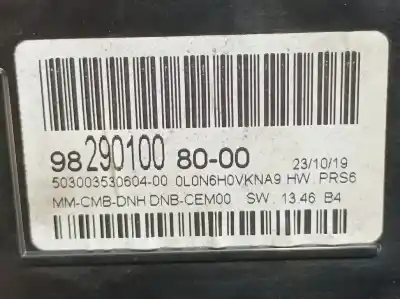 98 290100 80-00 23/10/19
503003530604-00 0L0N6H0VKNA9 HW. PRS6
MM-CMB-DNH DNB-CEM00 SW. 13.46 B4